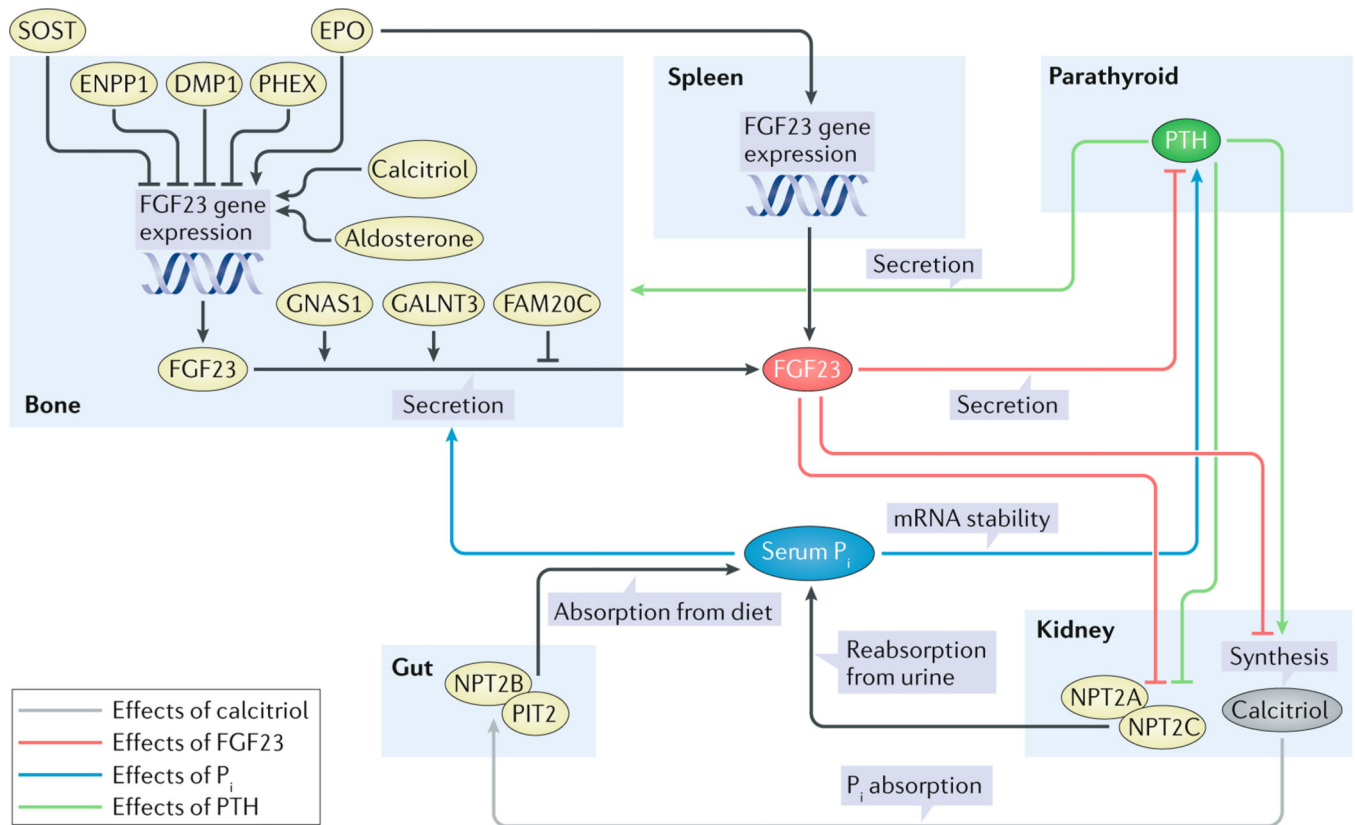 SOST
EPO
ENPP1
DMP1
PHEX
Spleen
Parathyroid
FGF23 gene
expression
PTH
Calcitriol
FGF23 gene
expression
Aldosterone
Secretion
GNAS1
GALNT3
FAM20C
FGF23
FGF23
Bone
Secretion
Secretion
mRNA stability
Serum Pi
Absorption from diet
Kidney
Reabsorption
from urine
Synthesis
Gut
NPT2B
PIT2
NPT2A
NPT2C
Calcitriol
Effects of calcitriol
Effects of FGF23
Effects of Pi
Effects of PTH
Pi absorption